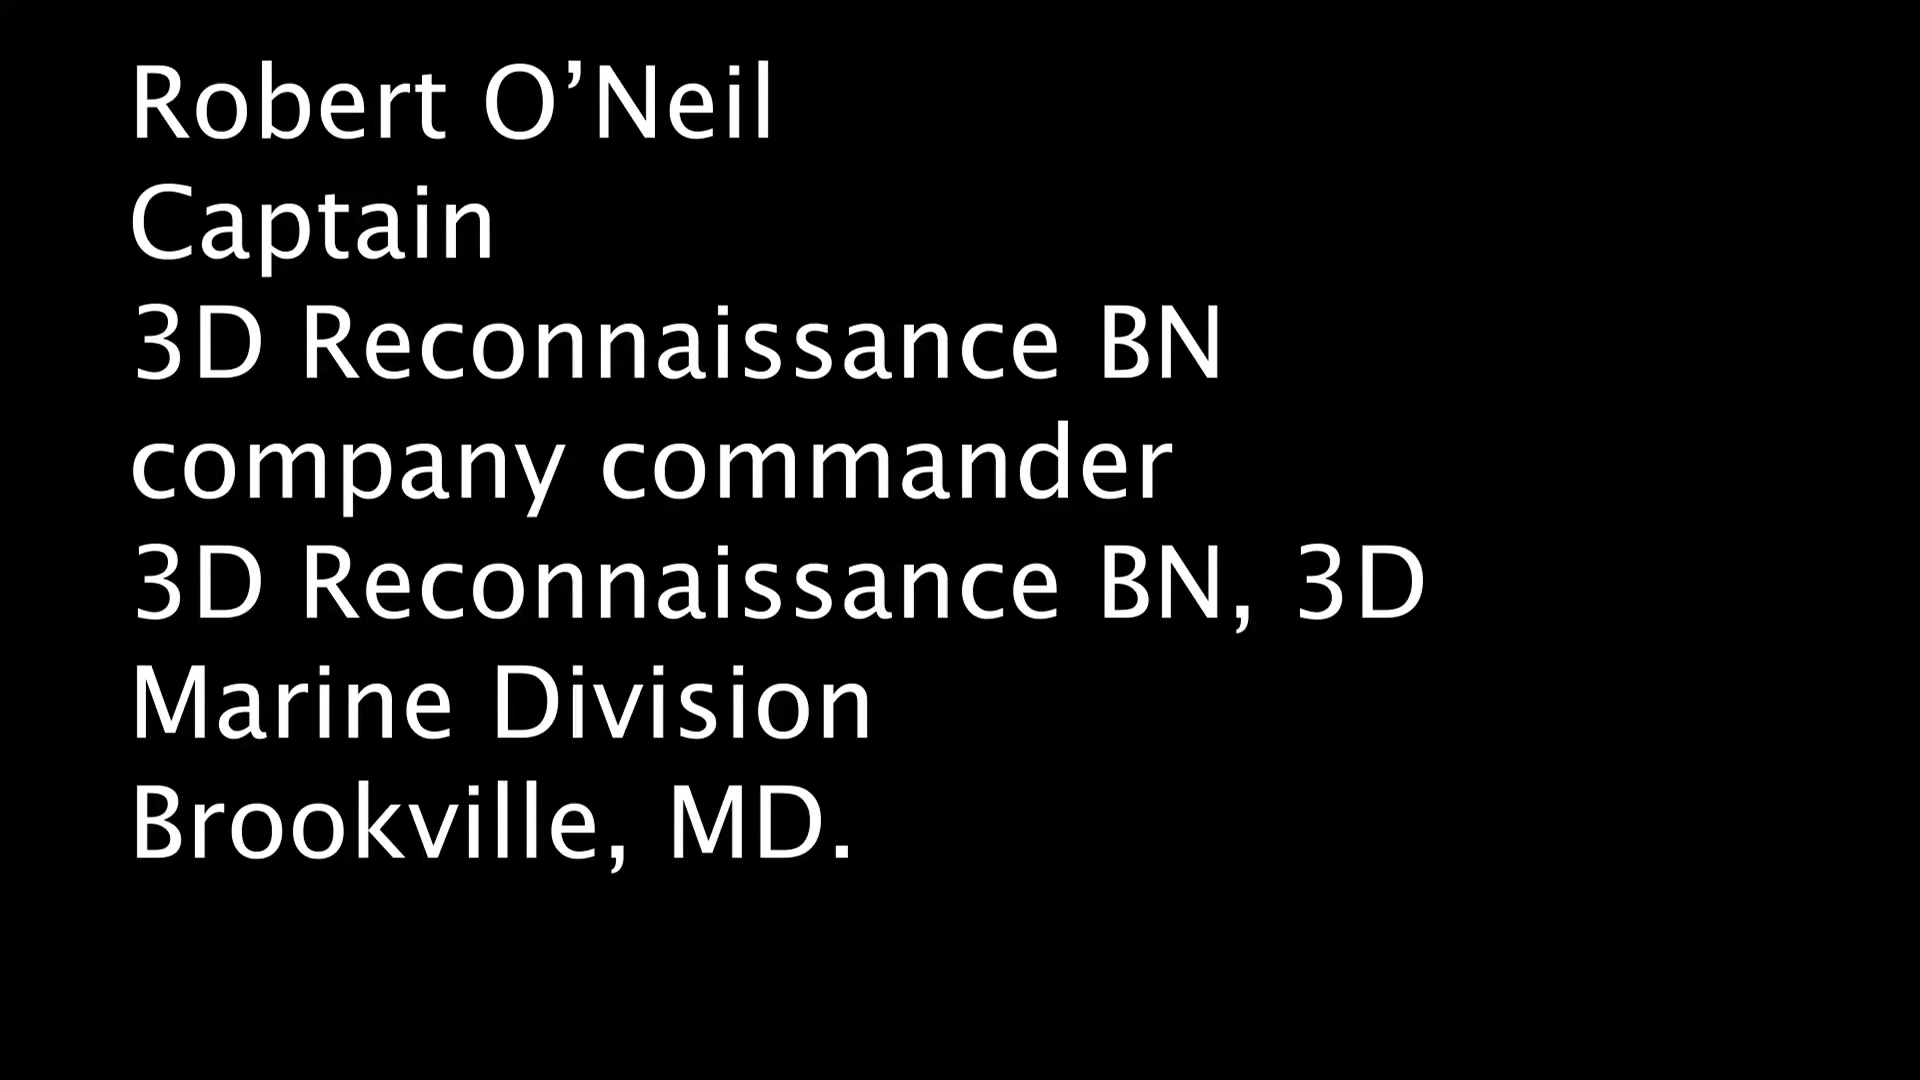 Robert O’Neil
Captain
3D Reconnaissance BN
company commander
3D Reconnaissance BN, 3D
Marine Division
Brookville, MD.